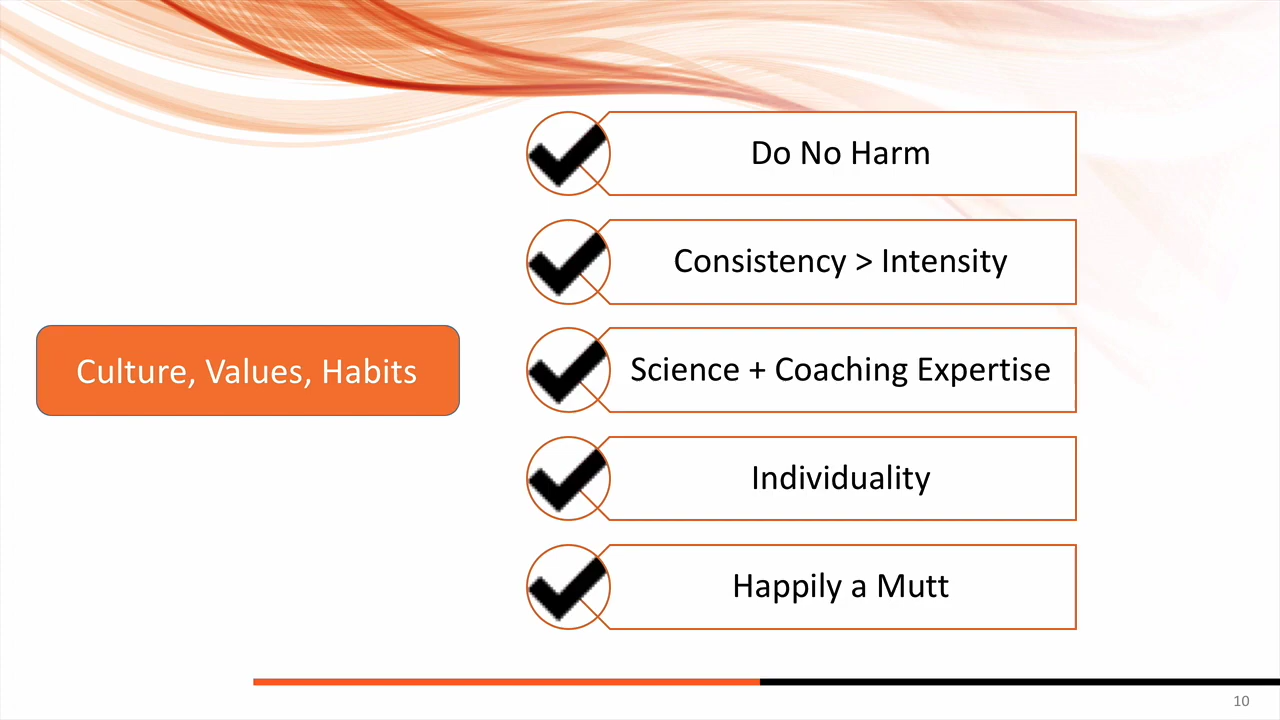 Do No Harm
Consistency > Intensity
Culture, Values, Habits
Science + Coaching Expertise
Individuality
Happily a Mutt
10